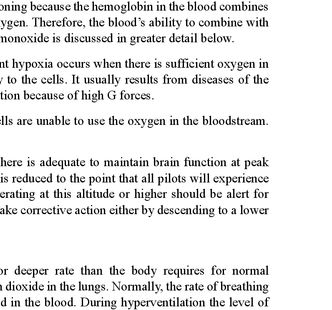 oning because the hemoglobin in the blood combines
ygen. Therefore, the blood's ability to combine with
monoxide is discussed in greater detail below.
nt hypoxia occurs when there is sufficient oxygen in
y to the cells. It usually results from diseases of the
tion because of high G forces.
lls are unable to use the oxygen in the bloodstream.
here is adequate to maintain brain function at peak
is reduced to the point that all pilots will experience
erating at this altitude or higher should be alert for
ake corrective action either by descending to a lower
or deeper rate than the body requires for normal
n dioxide in the lungs. Normally, the rate of breathing
d in the blood. During hyperventilation the level of